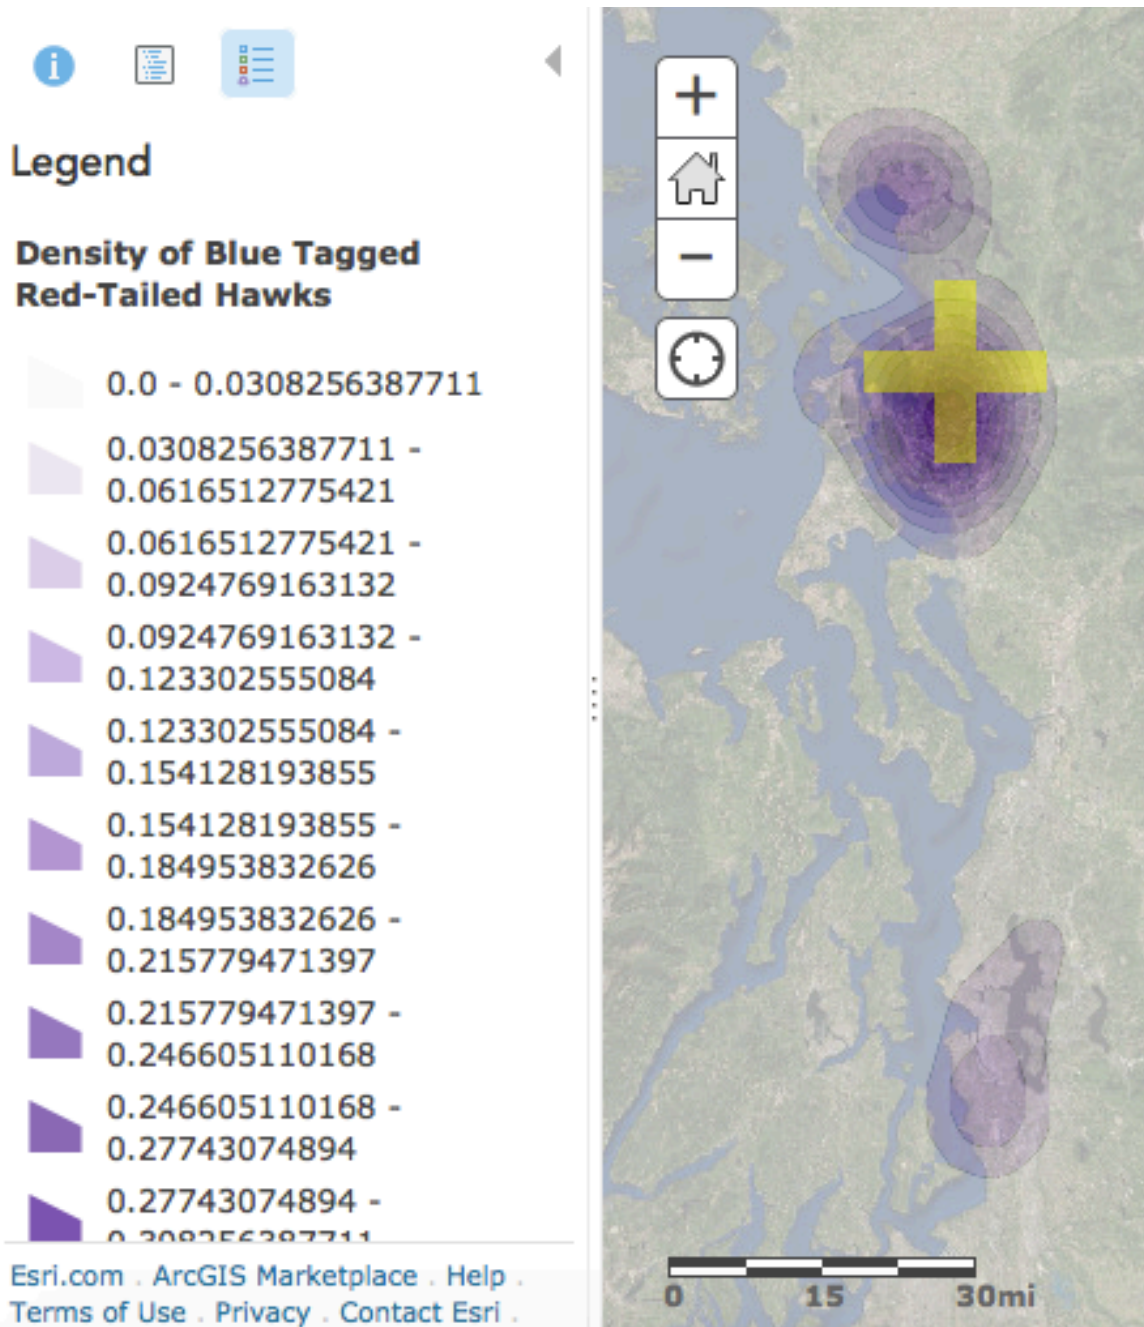 Legend
Density of Blue Tagged
Red-Tailed Hawks
0.0 - 0.0308256387711
0.0308256387711 -
0.0616512775421
0.0616512775421 -
0.0924769163132
0.0924769163132 -
0.123302555084
0.123302555084 -
0.154128193855
0.154128193855 -
0.184953832626
0.184953832626 -
0.215779471397
0.215779471397 -
0.246605110168
0.246605110168 -
0.27743074894
0.27743074894 -
0.308256387711
Esri.com . ArcGIS Marketplace . Help .
Terms of Use . Privacy . Contact Esri .
0 15 30mi